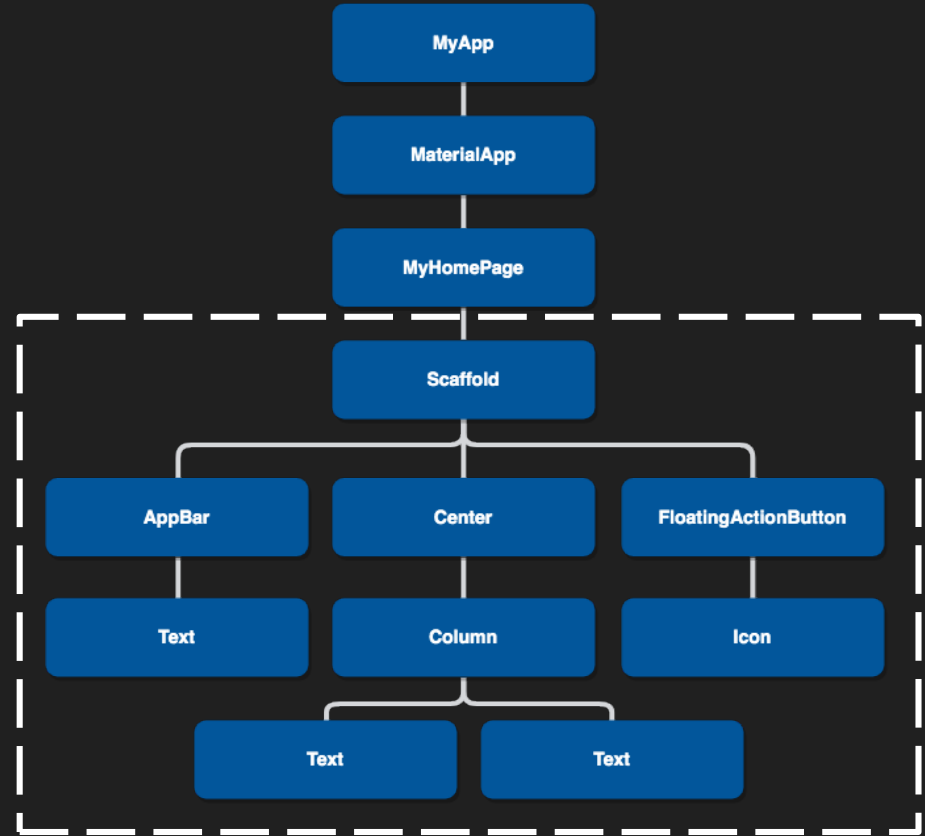 MyApp
MaterialApp
MyHomePage
Scaffold
AppBar
Center
FloatingActionButton
Text
Column
Icon
Text
Text